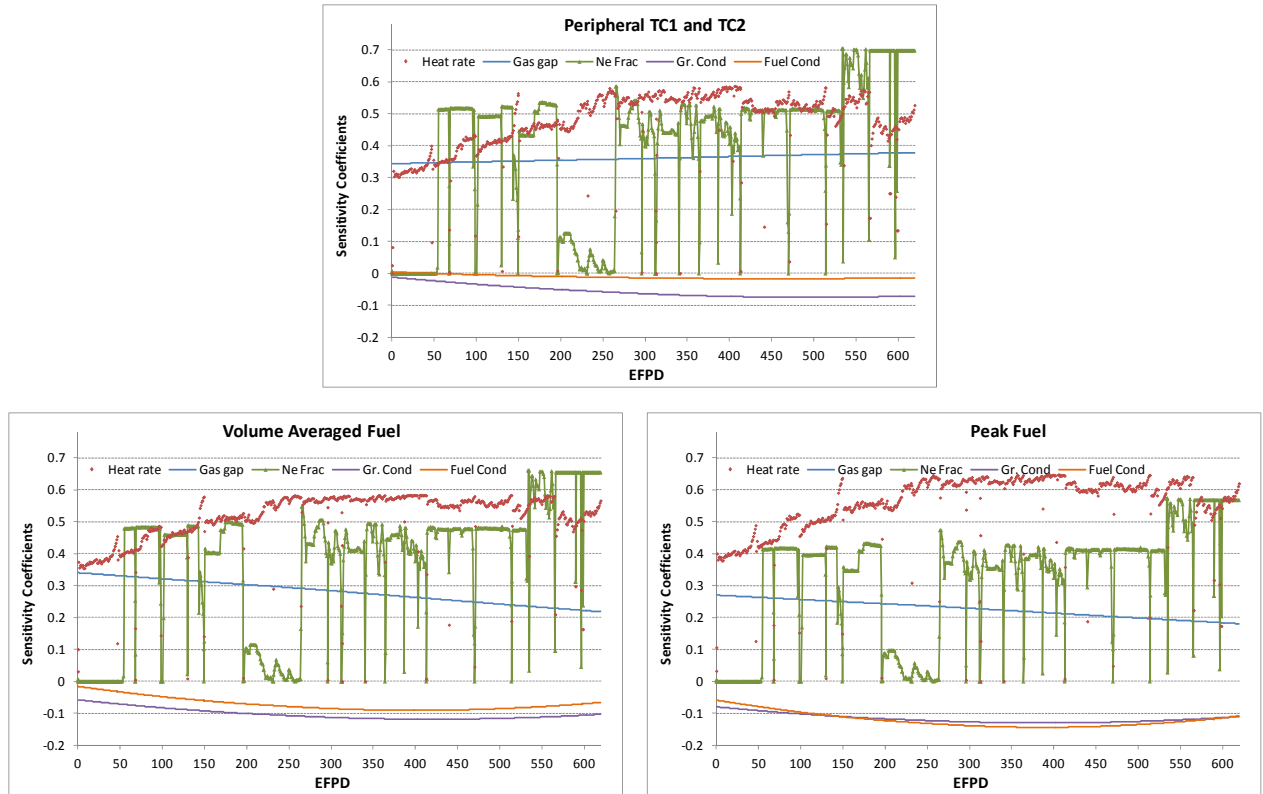 Peripheral TC1 and TC2
Heat rate Gas gap Ne Frac Gr. Cond Fuel Cond
Sensitivity Coefficients
0.7
0.6
0.5
0.4
0.3
0.2
0.1
0
-0.1
-0.2
0 50 100 150 200 250 300 350 400 450 500 550 600
EFPD
Volume Averaged Fuel
Heat rate Gas gap Ne Frac Gr. Cond Fuel Cond
Sensitivity Coefficients
0.7
0.6
0.5
0.4
0.3
0.2
0.1
0
-0.1
-0.2
0 50 100 150 200 250 300 350 400 450 500 550 600
EFPD
Peak Fuel
Heat rate Gas gap Ne Frac Gr. Cond Fuel Cond
Sensitivity Coefficients
0.7
0.6
0.5
0.4
0.3
0.2
0.1
0
-0.1
-0.2
0 50 100 150 200 250 300 350 400 450 500 550 600
EFPD